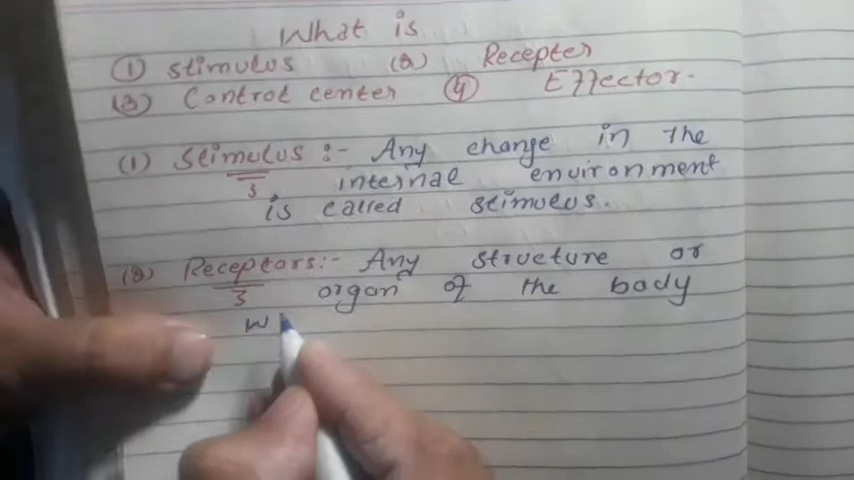 What is
① stimulus (2) Recepter
(3) Control center ④ Effector.
(1) Stimulus :- Any change in the
internal environment
is called stimulus.
(2) Receptors:- Any structure or
organ of the body
w